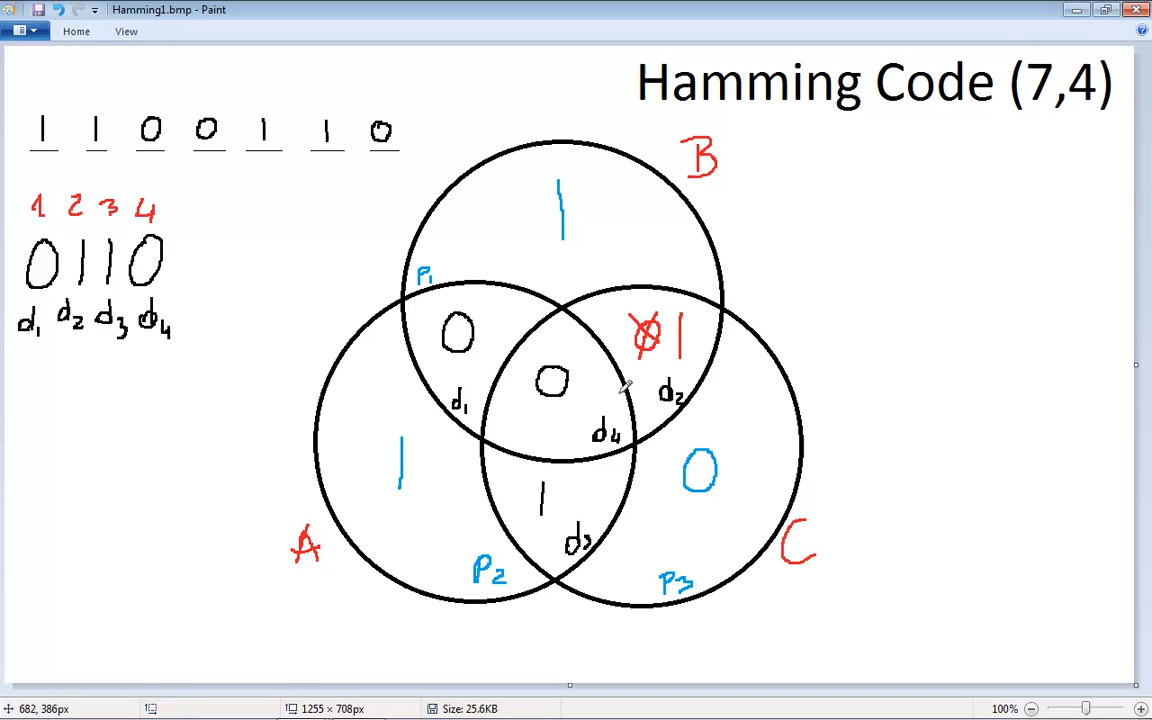 Hamming1.bmp - Paint
Home View
Hamming Code (7,4)
1 1 0 0 1 1 0
B
1 2 3 4
0 1 1 0
d1 d2 d3 d4
1
P1
0
0 1
0
d1
d2
d4
1
0
1
d3
A
C
P2
P3
682, 386px
1255 × 708px
Size: 25.6KB
100%